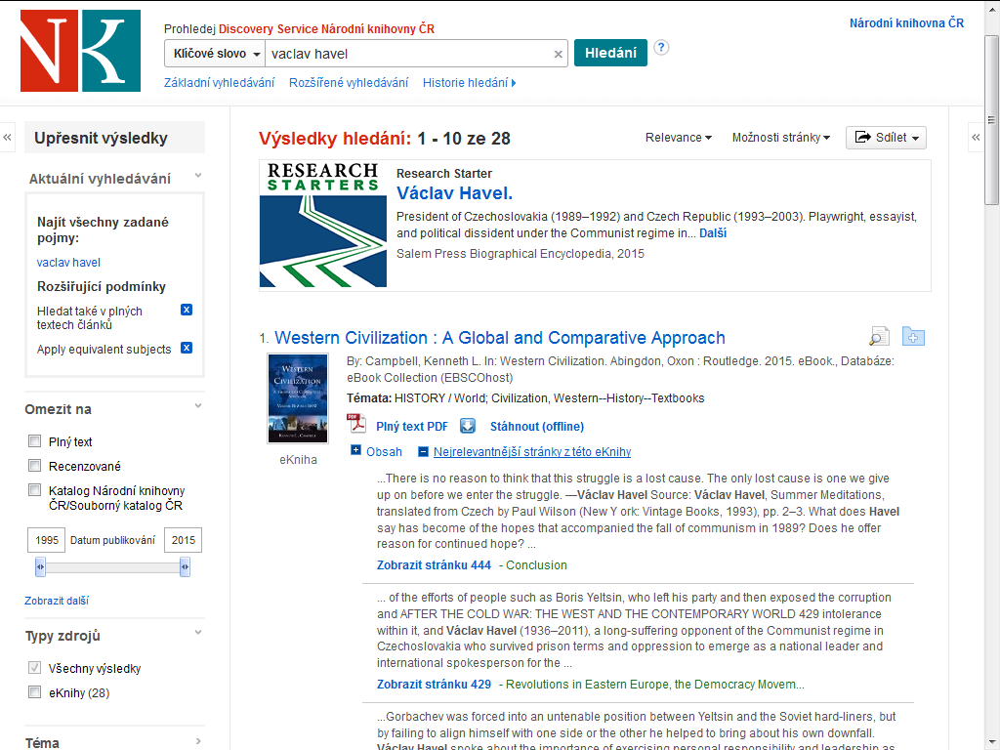 NK
Národní knihovna ČR
Prohledej Discovery Service Národní knihovny ČR
Klíčové slovo vaclav havel × Hledání ?
Základní vyhledávání Rozšířené vyhledávání Historie hledání
Upřesnit výsledky
Aktuální vyhledávání
Najít všechny zadané
pojmy:
vaclav havel
Rozšiřující podmínky
Hledat také v plných
textech článků
Apply equivalent subjects
Omezit na
Plný text
Recenzované
Katalog Národní knihovny
ČR/Souborný katalog ČR
1995 Datum publikování 2015
Zobrazit další
Typy zdrojů
Všechny výsledky
eKnihy (28)
Téma
Výsledky hledání: 1 - 10 ze 28
Relevance Možnosti stránky Sdílet
RESEARCH
STARTERS
Research Starter
Václav Havel.
President of Czechoslovakia (1989–1992) and Czech Republic (1993–2003). Playwright, essayist,
and political dissident under the Communist regime in... Další
Salem Press Biographical Encyclopedia, 2015
1. Western Civilization : A Global and Comparative Approach
WESTERN
CIVILIZATION
eKniha
By: Campbell, Kenneth L. In: Western Civilization. Abingdon, Oxon : Routledge. 2015. eBook., Databáze:
eBook Collection (EBSCOhost)
Témata: HISTORY / World; Civilization, Western--History--Textbooks
PDF Plný text PDF Stáhnout (offline)
Obsah Nejrelevantnější stránky z této eKnihy
...There is no reason to think that this struggle is a lost cause. The only lost cause is one we give
up on before we enter the struggle. —Václav Havel Source: Václav Havel, Summer Meditations,
translated from Czech by Paul Wilson (New Y ork: Vintage Books, 1993), pp. 2–3. What does Havel
say has become of the hopes that accompanied the fall of communism in 1989? Does he offer
reason for continued hope? ...
Zobrazit stránku 444 - Conclusion
... of the efforts of people such as Boris Yeltsin, who left his party and then exposed the corruption
and AFTER THE COLD WAR: THE WEST AND THE CONTEMPORARY WORLD 429 intolerance
within it, and Václav Havel (1936–2011), a long-suffering opponent of the Communist regime in
Czechoslovakia who survived prison terms and oppression to emerge as a national leader and
international spokesperson for the ...
Zobrazit stránku 429 - Revolutions in Eastern Europe, the Democracy Movem...
...Gorbachev was forced into an untenable position between Yeltsin and the Soviet hard-liners, but
by failing to align himself with one side or the other he helped to bring about his own downfall.
Václav Havel spoke about the importance of exercising personal responsibility and leadership as